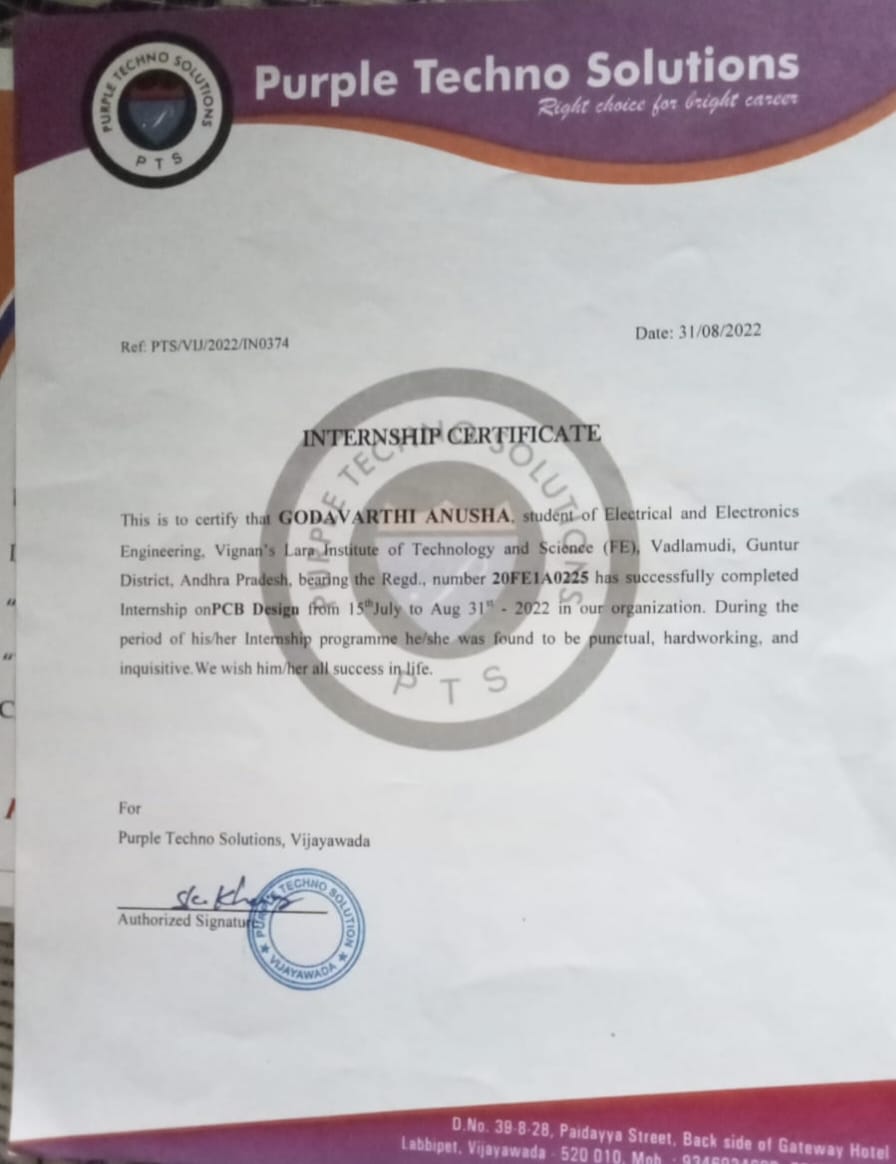 PURPLE TECHNO SOLUTIONS
PTS
Purple Techno Solutions
Right choice for bright career
Ref: PTS/VIJ/2022/IN0374
Date: 31/08/2022
INTERNSHIP CERTIFICATE
This is to certify that GODAVARTHI ANUSHA, student of Electrical and Electronics
Engineering, Vignan's Lara Institute of Technology and Science (FE), Vadlamudi, Guntur
District, Andhra Pradesh, bearing the Regd., number 20FE1A0225 has successfully completed
Internship onPCB Design from 15th July to Aug 31st - 2022 in our organization. During the
period of his/her Internship programme he/she was found to be punctual, hardworking, and
inquisitive. We wish him/her all success in life.
PURPLE TECHNO SOLUTIONS
PTS
For
Purple Techno Solutions, Vijayawada
Authorized Signature
PURPLE TECHNO SOLUTION
★ VIJAYAWADA ★
D.No. 39-8-28, Paidayya Street, Back side of Gateway Hotel
Labbipet, Vijayawada - 520 010, Mob. :